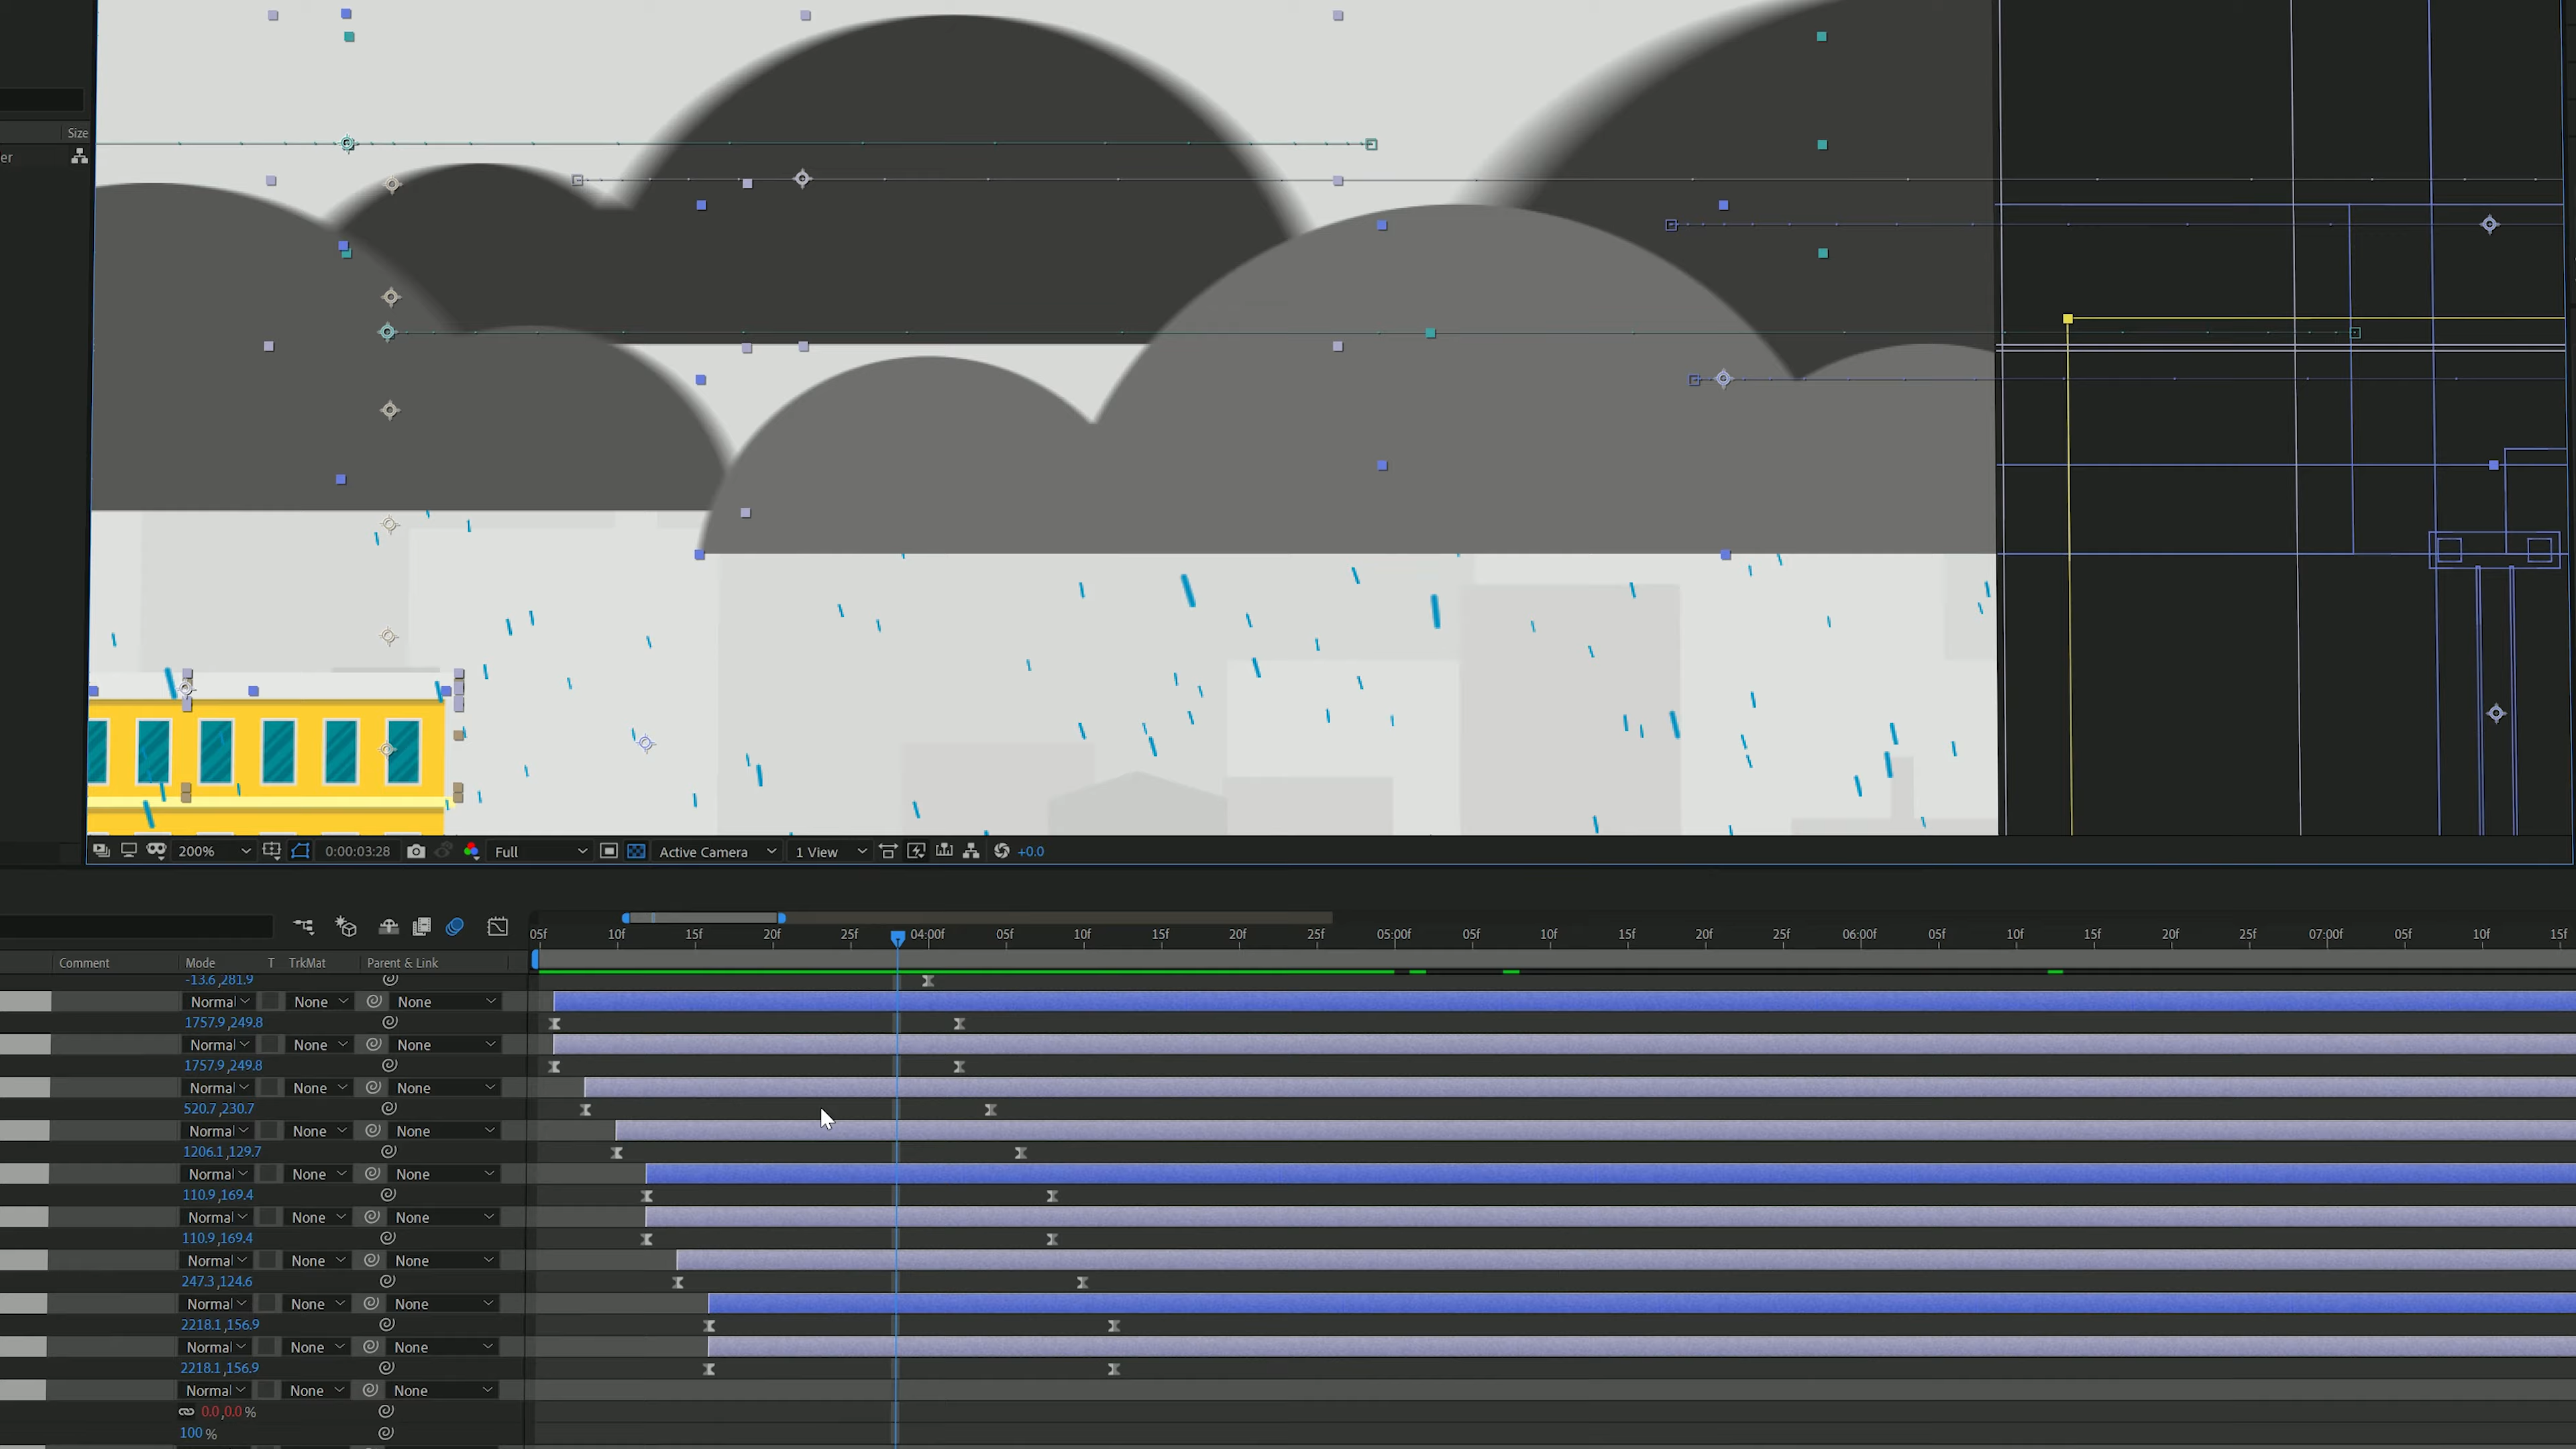 Size
er
200%
0:00:03:28
Full
Active Camera
1 View
+0.0
05f 10f 15f 20f 25f 04:00f 05f 10f 15f 20f 25f 05:00f 05f 10f 15f 20f 25f 06:00f 05f 10f 15f 20f 25f 07:00f 05f 10f 15f
Comment Mode T TrkMat Parent & Link
-13.6,281.9
Normal None None
1757.9,249.8
Normal None None
1757.9,249.8
Normal None None
520.7,230.7
Normal None None
1206.1,129.7
Normal None None
110.9,169.4
Normal None None
110.9,169.4
Normal None None
247.3,124.6
Normal None None
2218.1,156.9
Normal None None
2218.1,156.9
Normal None None
0.0,0.0 %
100 %